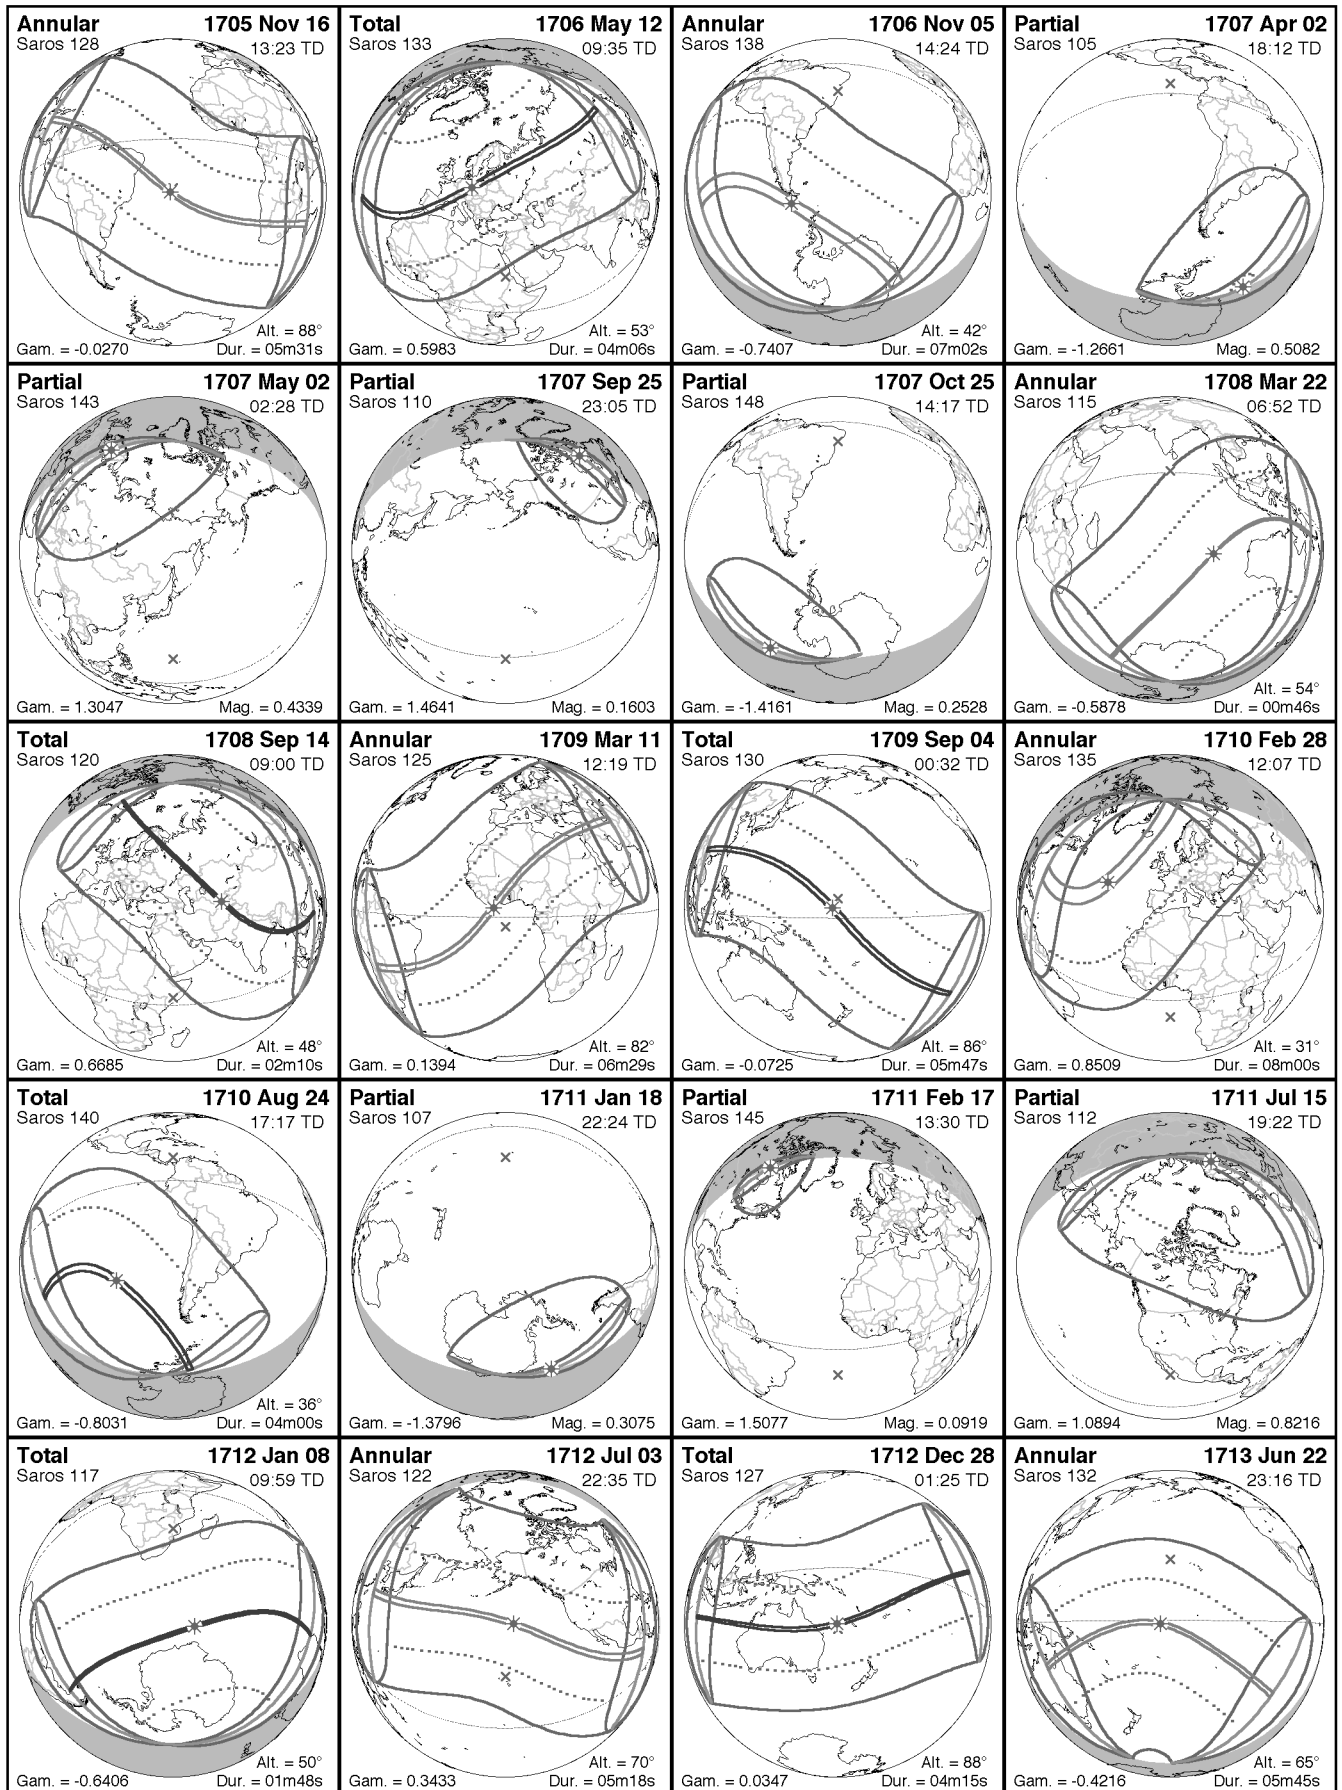 Annular 1705 Nov 16
Saros 128 13:23 TD
Alt. = 88°
Gam. = -0.0270 Dur. = 05m31s
Total 1706 May 12
Saros 133 09:35 TD
Alt. = 53°
Gam. = 0.5983 Dur. = 04m06s
Annular 1706 Nov 05
Saros 138 14:24 TD
Alt. = 42°
Gam. = -0.7407 Dur. = 07m02s
Partial 1707 Apr 02
Saros 105 18:12 TD
Gam. = -1.2661 Mag. = 0.5082
Partial 1707 May 02
Saros 143 02:28 TD
Gam. = 1.3047 Mag. = 0.4339
Partial 1707 Sep 25
Saros 110 23:05 TD
Gam. = 1.4641 Mag. = 0.1603
Partial 1707 Oct 25
Saros 148 14:17 TD
Gam. = -1.4161 Mag. = 0.2528
Annular 1708 Mar 22
Saros 115 06:52 TD
Alt. = 54°
Gam. = -0.5878 Dur. = 00m46s
Total 1708 Sep 14
Saros 120 09:00 TD
Alt. = 48°
Gam. = 0.6685 Dur. = 02m10s
Annular 1709 Mar 11
Saros 125 12:19 TD
Alt. = 82°
Gam. = 0.1394 Dur. = 06m29s
Total 1709 Sep 04
Saros 130 00:32 TD
Alt. = 86°
Gam. = -0.0725 Dur. = 05m47s
Annular 1710 Feb 28
Saros 135 12:07 TD
Alt. = 31°
Gam. = 0.8509 Dur. = 08m00s
Total 1710 Aug 24
Saros 140 17:17 TD
Alt. = 36°
Gam. = -0.8031 Dur. = 04m00s
Partial 1711 Jan 18
Saros 107 22:24 TD
Gam. = -1.3796 Mag. = 0.3075
Partial 1711 Feb 17
Saros 145 13:30 TD
Gam. = 1.5077 Mag. = 0.0919
Partial 1711 Jul 15
Saros 112 19:22 TD
Gam. = 1.0894 Mag. = 0.8216
Total 1712 Jan 08
Saros 117 09:59 TD
Alt. = 50°
Gam. = -0.6406 Dur. = 01m48s
Annular 1712 Jul 03
Saros 122 22:35 TD
Alt. = 70°
Gam. = 0.3433 Dur. = 05m18s
Total 1712 Dec 28
Saros 127 01:25 TD
Alt. = 88°
Gam. = 0.0347 Dur. = 04m15s
Annular 1713 Jun 22
Saros 132 23:16 TD
Alt. = 65°
Gam. = -0.4216 Dur. = 05m45s